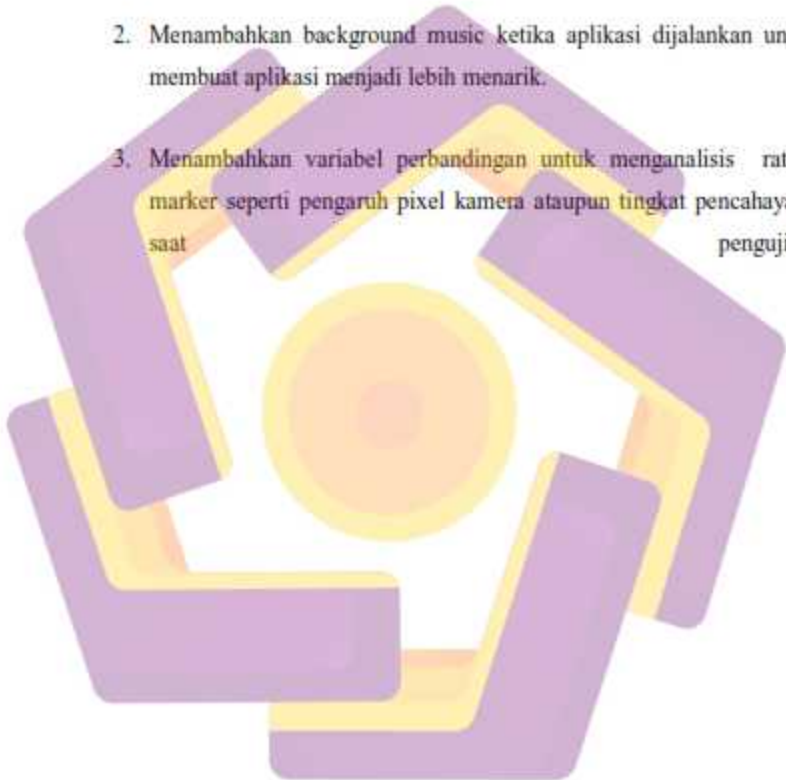 2. Menambahkan background music ketika aplikasi dijalankan un
membuat aplikasi menjadi lebih menarik.
3. Menambahkan variabel perbandingan untuk menganalisis rat
marker seperti pengaruh pixel kamera ataupun tingkat pencahaya
saat penguji